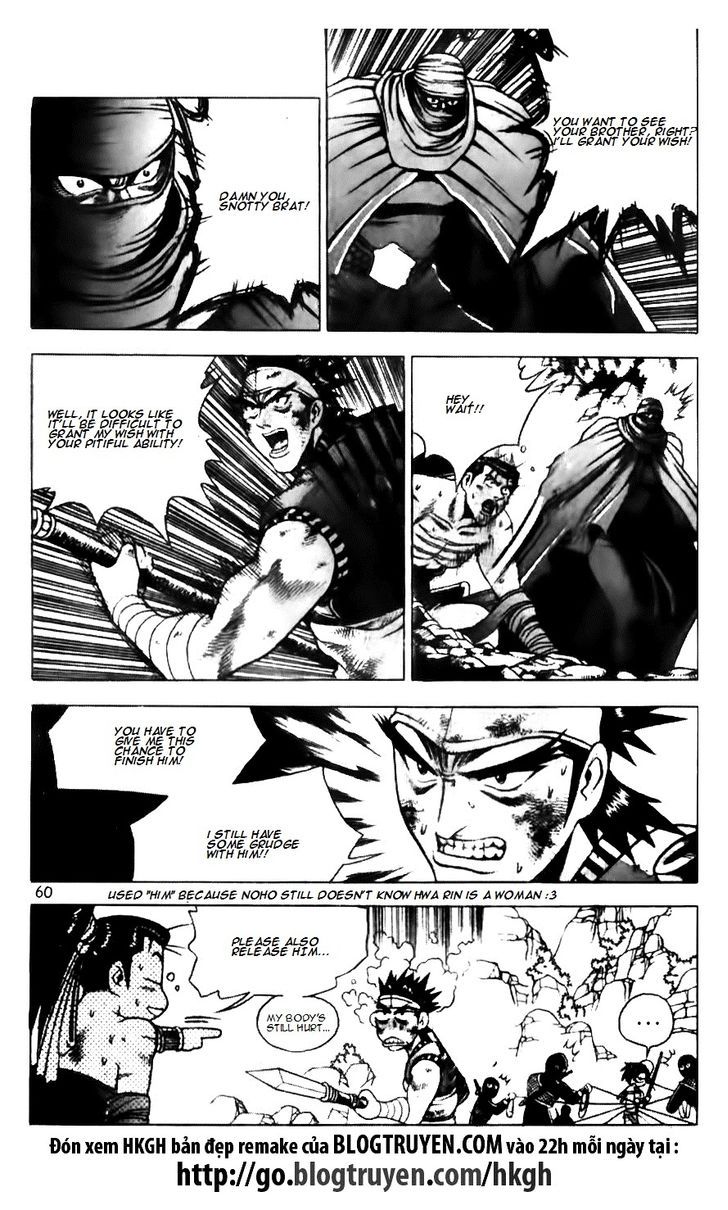 DAMN YOU,
SNOTTY BRAT!
YOU WANT TO SEE
YOUR BROTHER, RIGHT?
I'LL GRANT YOUR WISH!
WELL, IT LOOKS LIKE
IT'LL BE DIFFICULT TO
GRANT MY WISH WITH
YOUR PITIFUL ABILITY!
HEY,
WAIT!!
YOU HAVE TO
GIVE ME THIS
CHANCE TO
FINISH HIM!
I STILL HAVE
SOME GRUDGE
WITH HIM!!
60
USED "HIM" BECAUSE NOHO STILL DOESN'T KNOW HWA RIN IS A WOMAN :3
PLEASE ALSO
RELEASE HIM...
MY BODY'S
STILL HURT...
...
Đón xem HKGH bản đẹp remake của BLOGTRUYEN.COM vào 22h mỗi ngày tại :
http://go.blogtruyen.com/hkgh